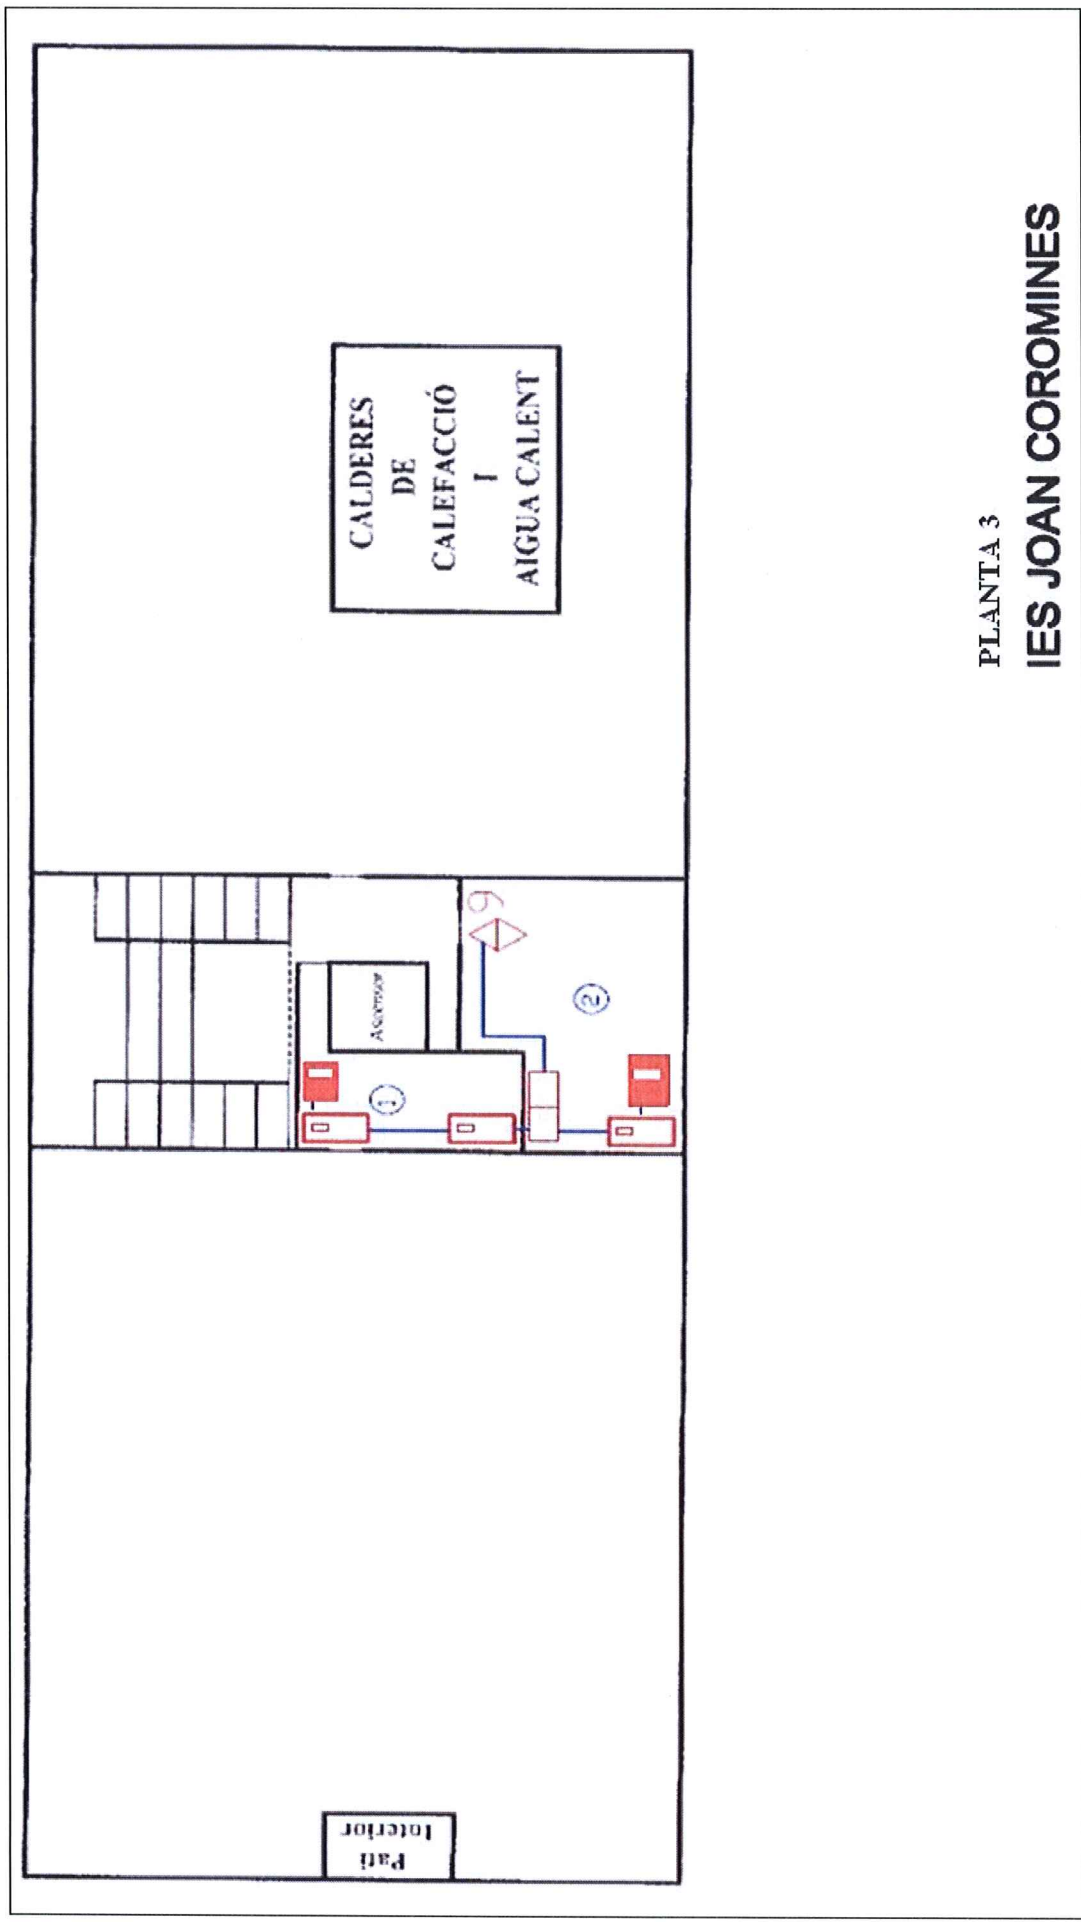 CALDERES
DE
CALEFACCIÓ
I
AIGUA CALENT
9
Ascensor
2
1
Pati
Interior
PLANTA 3
IES JOAN COROMINES